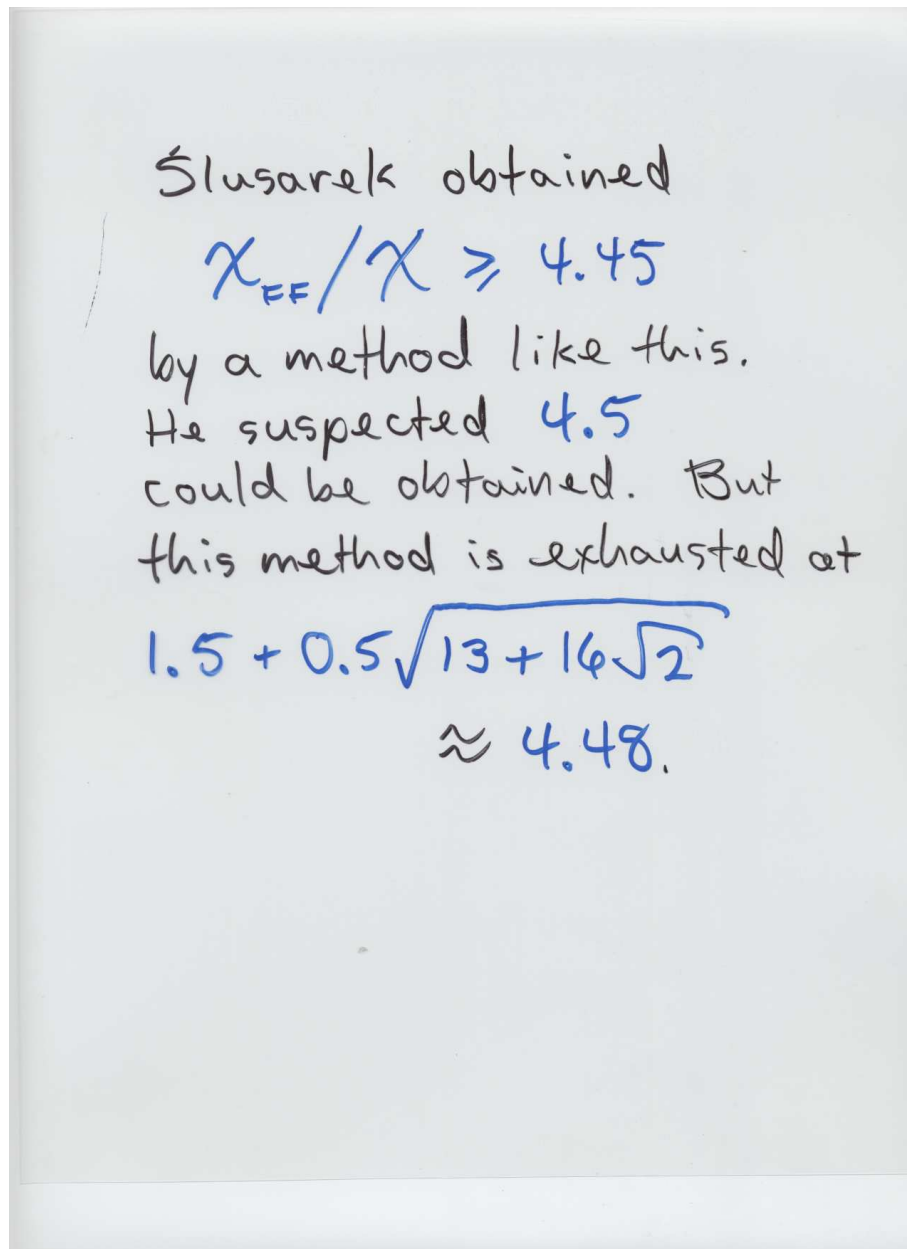 Ślusarek obtained
χ_FF/χ ⩾ 4.45
by a method like this.
He suspected 4.5
could be obtained. But
this method is exhausted at
1.5 + 0.5√(13 + 16√2)
≈ 4.48.